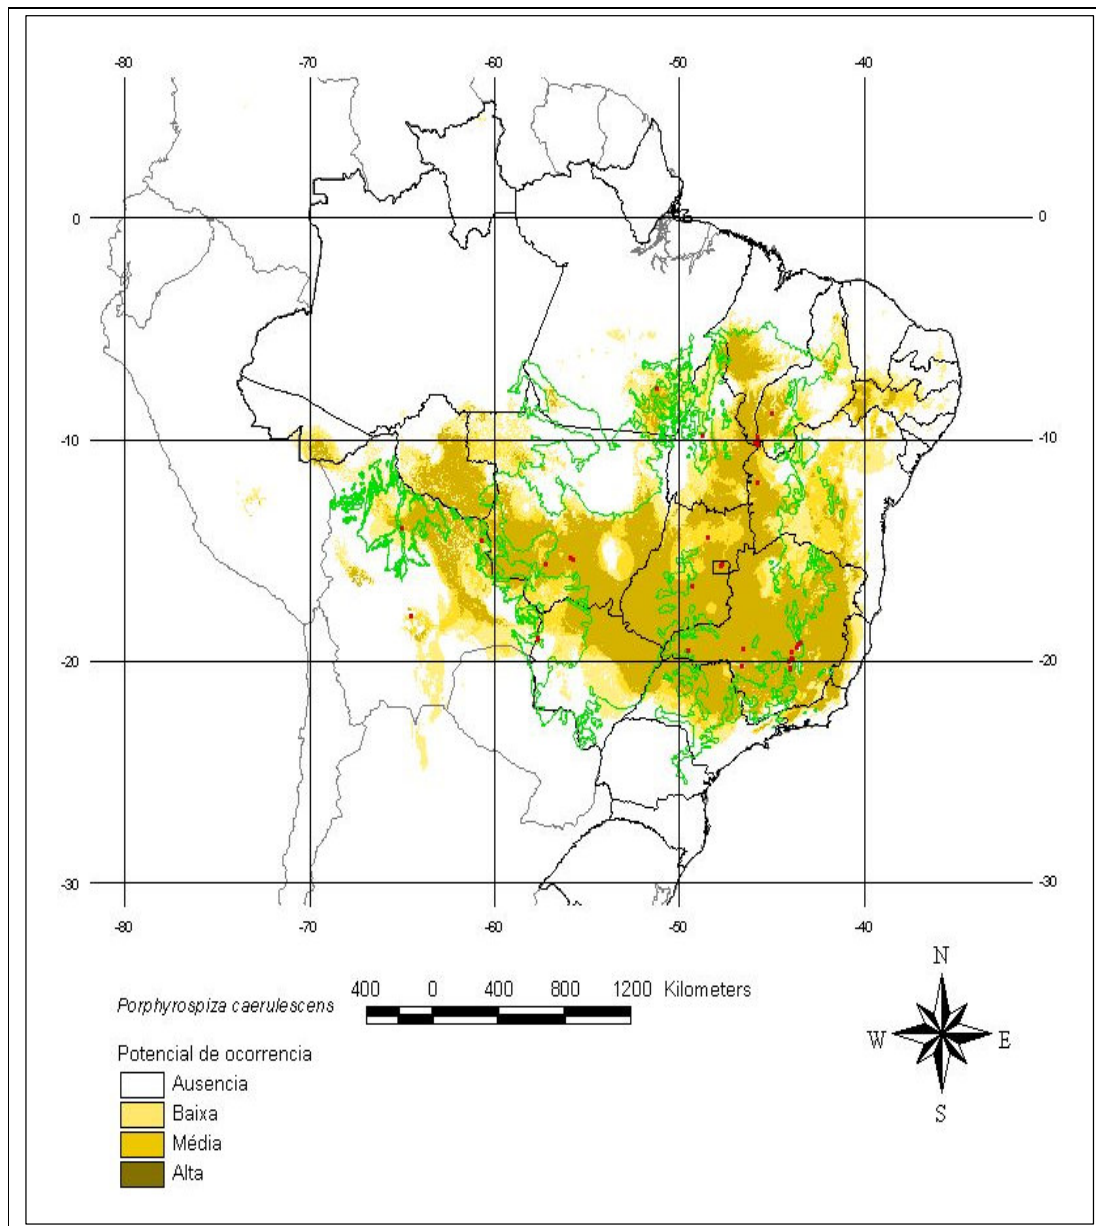 -80 -70 -60 -50 -40
0 0
-10 -10
-20 -20
-30 -30
-80 -70 -60 -50 -40
N
W E
S
400 0 400 800 1200 Kilometers
Porphyrospiza caerulescens
Potencial de ocorrencia
Ausencia
Baixa
Média
Alta